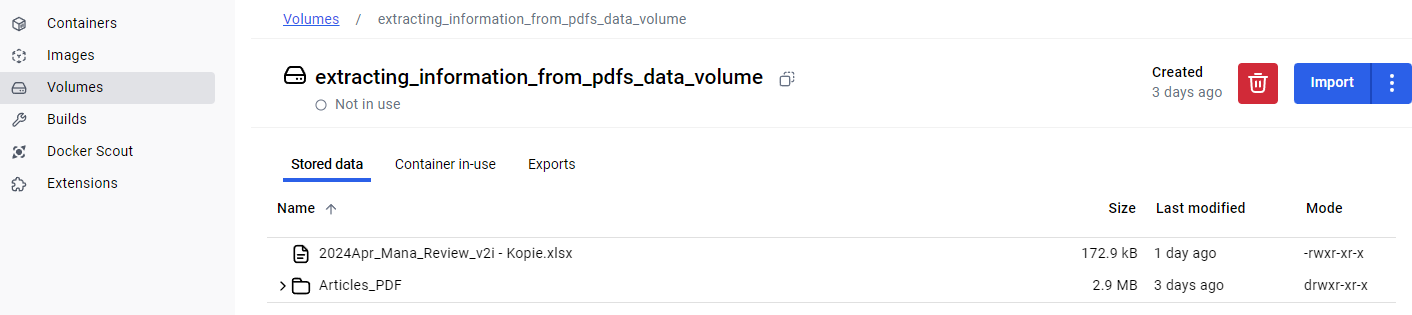 Containers
Images
Volumes
Builds
Docker Scout
Extensions
Volumes / extracting_information_from_pdfs_data_volume
extracting_information_from_pdfs_data_volume
Not in use
Created
3 days ago
Import
Stored data Container in-use Exports
Name Size Last modified Mode
2024Apr_Mana_Review_v2i - Kopie.xlsx 172.9 kB 1 day ago -rwxr-xr-x
Articles_PDF 2.9 MB 3 days ago drwxr-xr-x